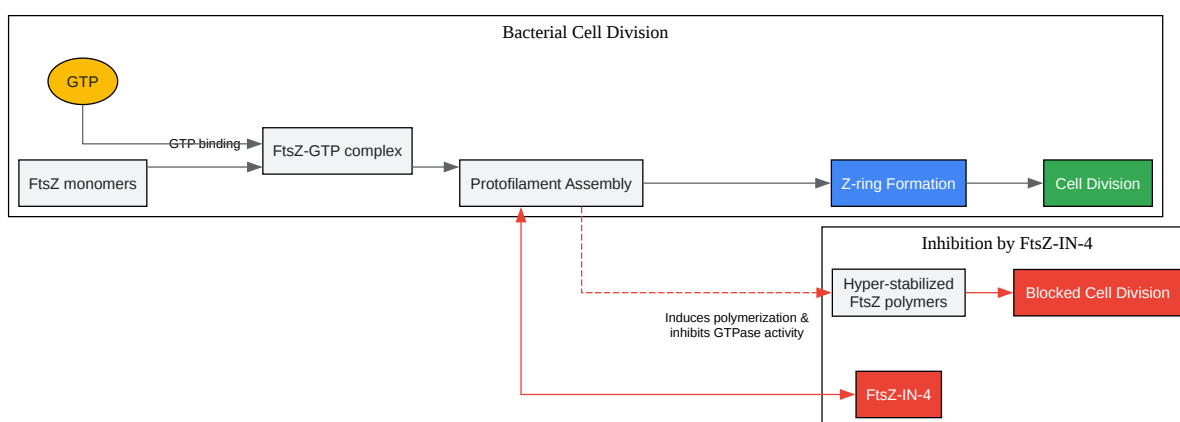 Bacterial Cell Division
GTP
GTP binding
FtsZ-GTP complex
FtsZ monomers
Protofilament Assembly
Z-ring Formation
Cell Division
Inhibition by FtsZ-IN-4
Hyper-stabilized
FtsZ polymers
Blocked Cell Division
Induces polymerization &
inhibits GTPase activity
FtsZ-IN-4